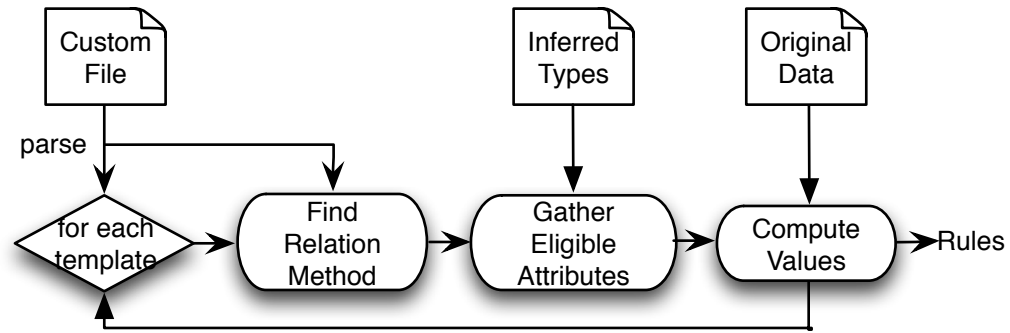 Custom
File
Inferred
Types
Original
Data
parse
for each
template
Find
Relation
Method
Gather
Eligible
Attributes
Compute
Values
Rules